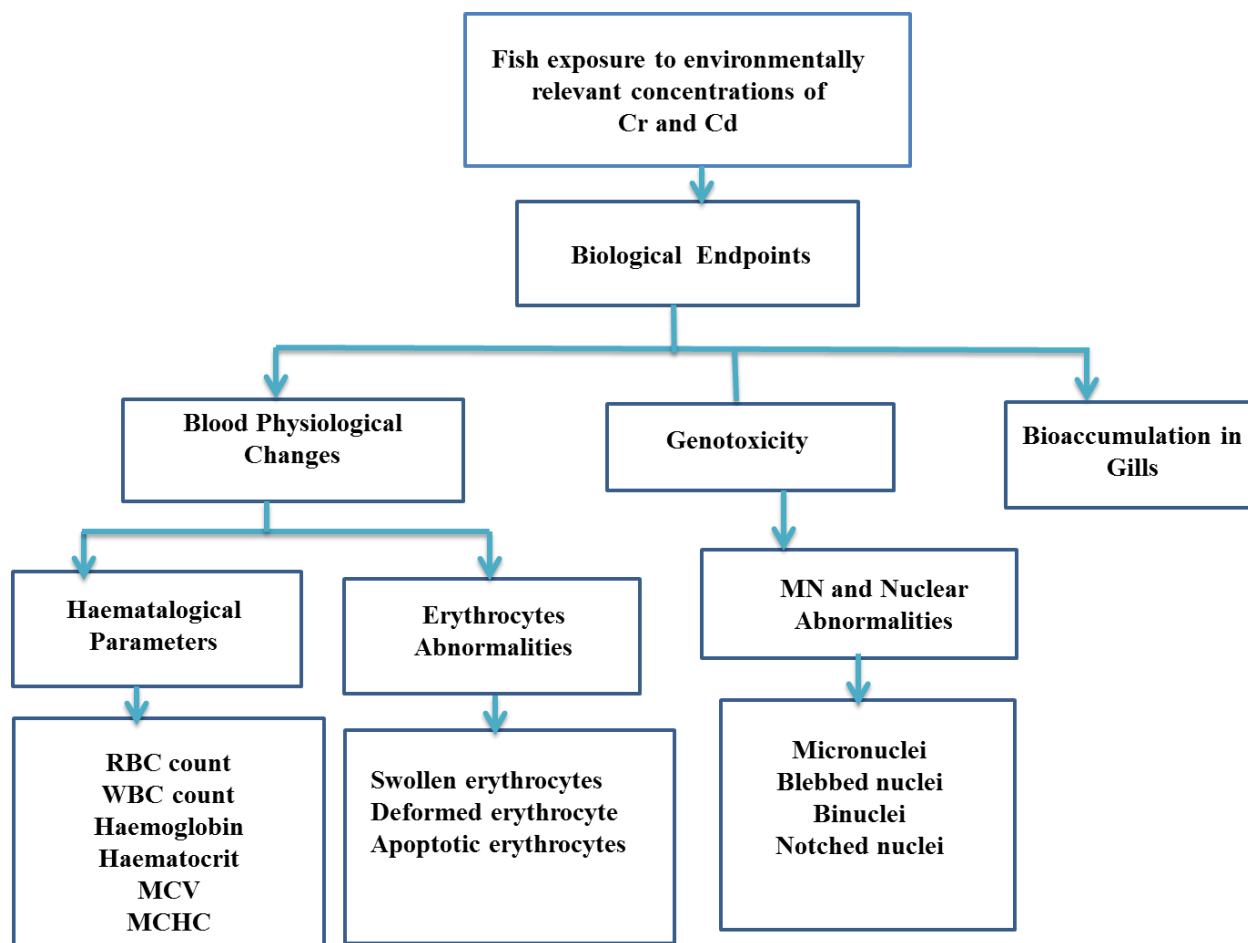 Fish exposure to environmentally
relevant concentrations of
Cr and Cd
Biological Endpoints
Blood Physiological
Changes
Genotoxicity
Bioaccumulation in
Gills
Haematalogical
Parameters
Erythrocytes
Abnormalities
MN and Nuclear
Abnormalities
RBC count
WBC count
Haemoglobin
Haematocrit
MCV
MCHC
Swollen erythrocytes
Deformed erythrocyte
Apoptotic erythrocytes
Micronuclei
Blebbed nuclei
Binuclei
Notched nuclei